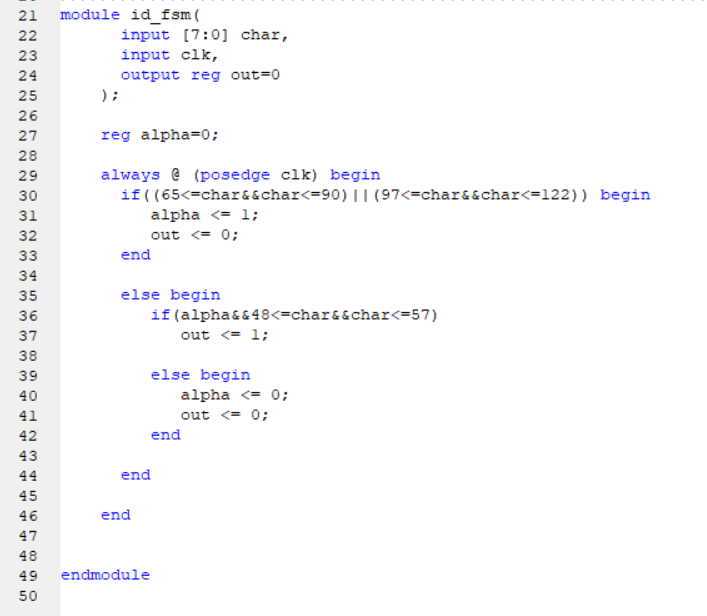 21 module id_fsm(
22 input [7:0] char,
23 input clk,
24 output reg out=0
25 );
26
27 reg alpha=0;
28
29 always @ (posedge clk) begin
30 if((65<=char&&char<=90)||(97<=char&&char<=122)) begin
31 alpha <= 1;
32 out <= 0;
33 end
34
35 else begin
36 if(alpha&&48<=char&&char<=57)
37 out <= 1;
38
39 else begin
40 alpha <= 0;
41 out <= 0;
42 end
43
44 end
45
46 end
47
48
49 endmodule
50